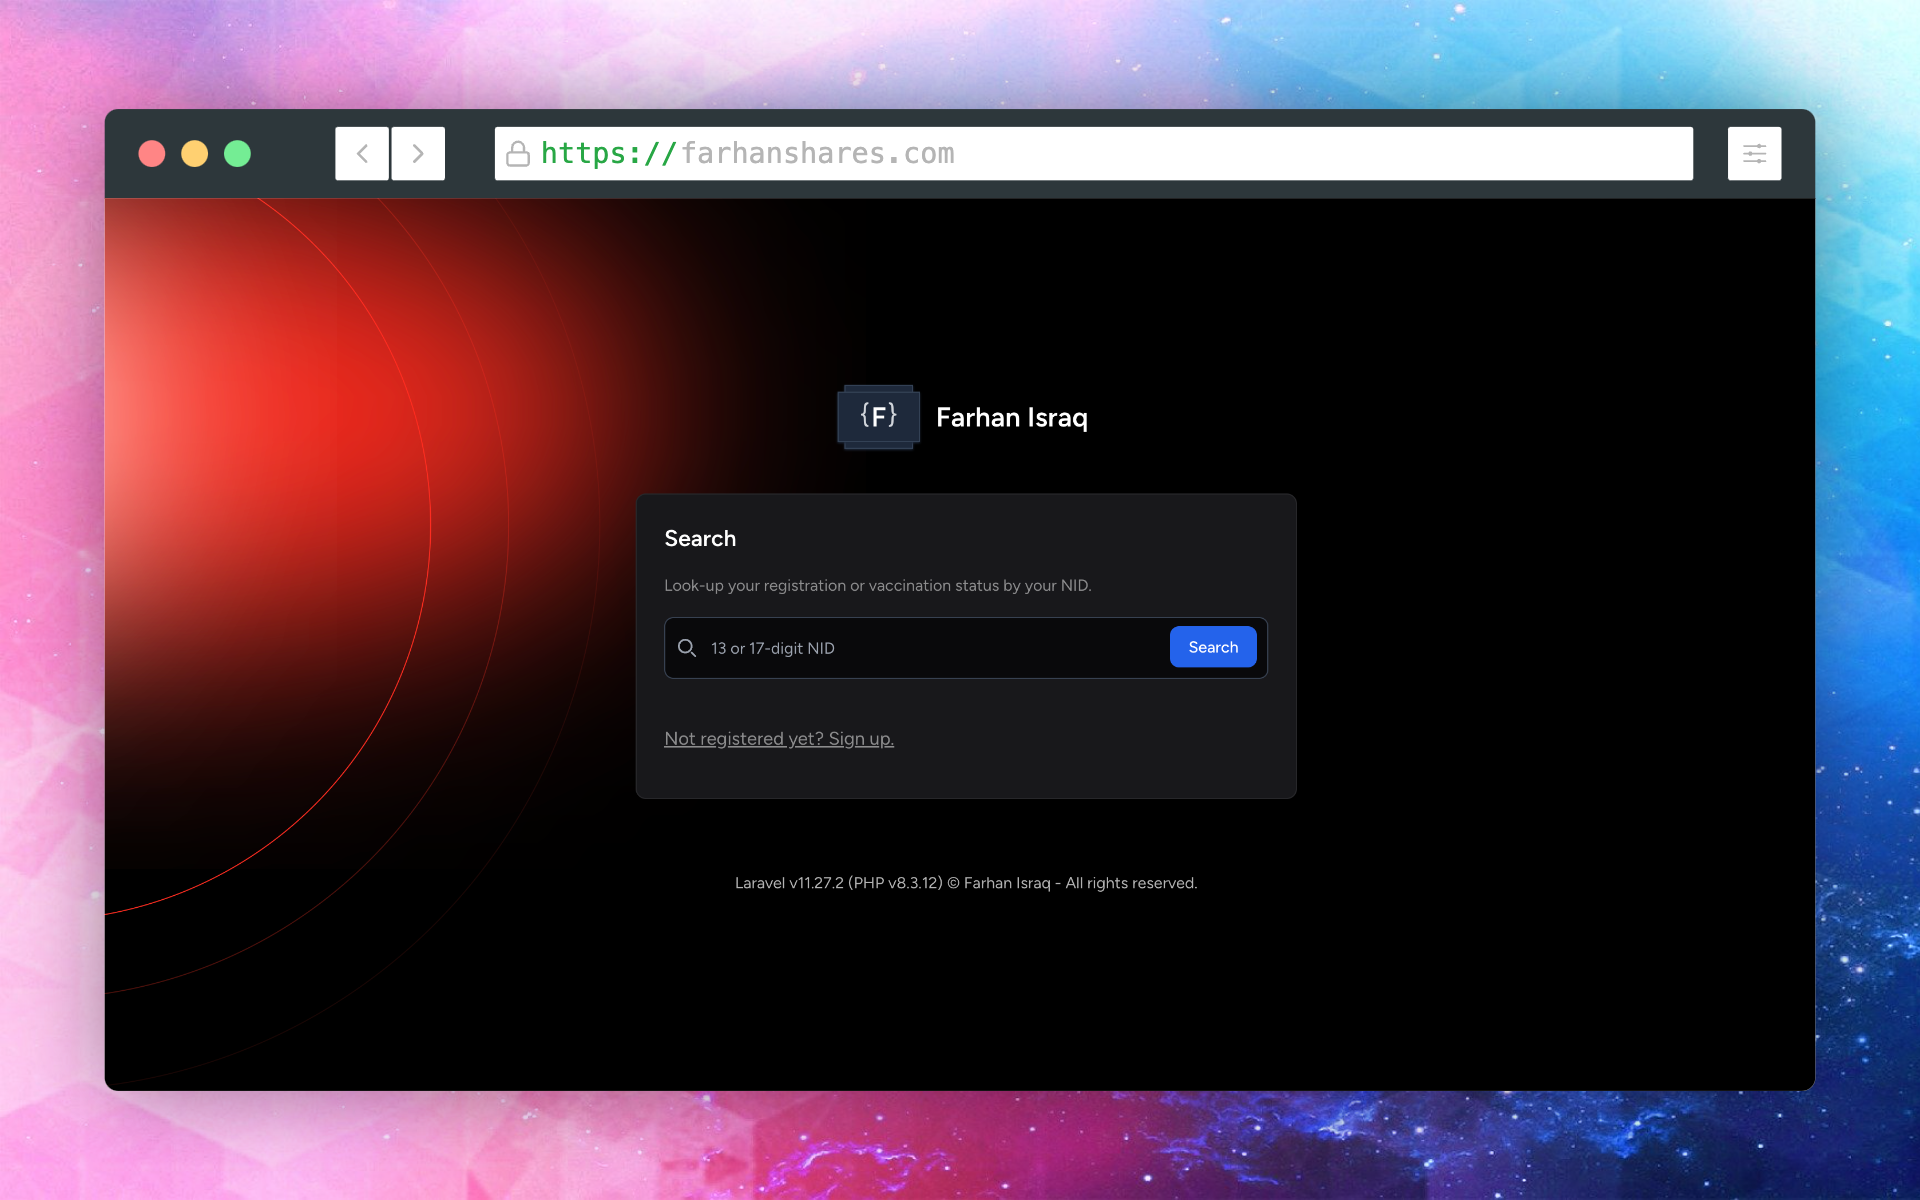 https://farhanshares.com
{F} Farhan Israq
Search
Look-up your registration or vaccination status by your NID.
13 or 17-digit NID Search
Not registered yet? Sign up.
Laravel v11.27.2 (PHP v8.3.12) © Farhan Israq - All rights reserved.